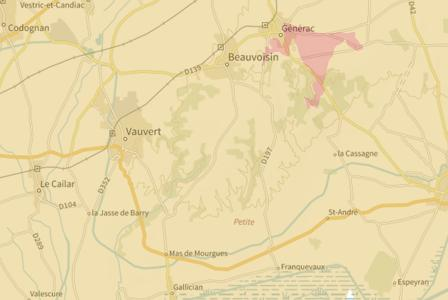 Vestric-et-Candiac
D42
Codognan
Générac
Beauvoisin
D135
Vauvert
D197
la Cassagne
Le Cailar
D352
D104
la Jasse de Barry
St-André
Petite
D289
Mas de Mourgues
Franquevaux
Gallician
Espeyran
Valescure